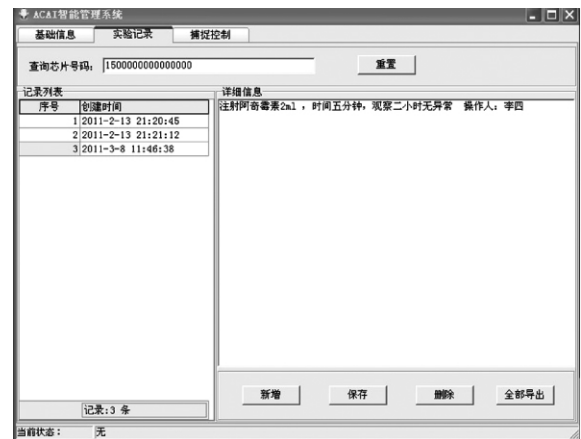 ACAI智能管理系统
基础信息 实验记录 捕捉控制
查询芯片号码: 1500000000000000 重置
记录列表 详细信息
序号 创建时间
1 2011-2-13 21:20:45
2 2011-2-13 21:21:12
3 2011-3-8 11:46:38
注射阿奇霉素2ml ,时间五分钟,观察二小时无异常 操作人:李四
新增 保存 删除 全部导出
记录:3 条
当前状态: 无